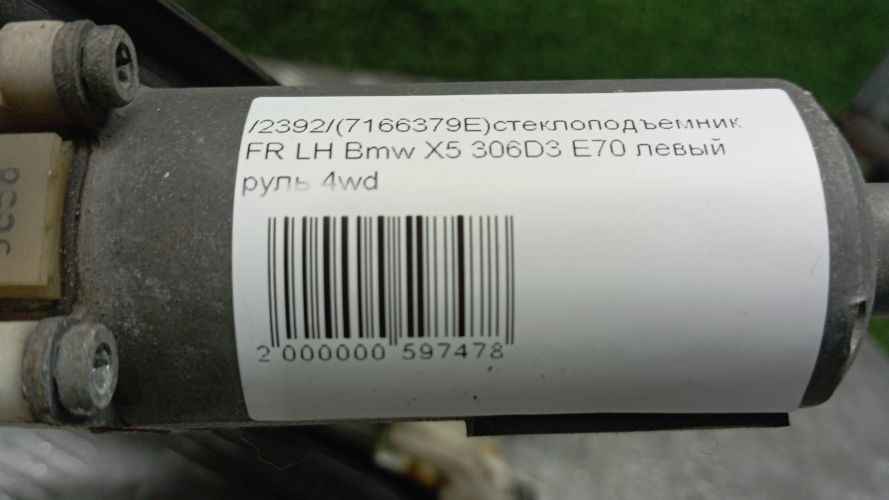 /2392/(7166379E)стеклоподъемник
FR LH Bmw X5 306D3 E70 левый
руль 4wd
2 000000 597478